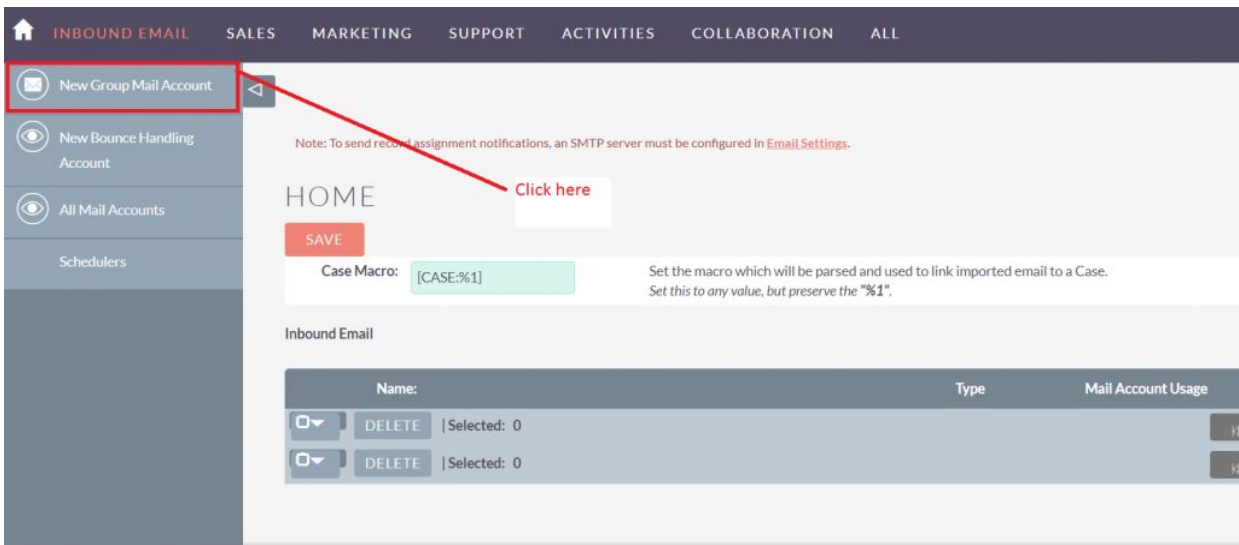 INBOUND EMAIL SALES MARKETING SUPPORT ACTIVITIES COLLABORATION ALL
New Group Mail Account
New Bounce Handling
Account
All Mail Accounts
Schedulers
Note: To send record assignment notifications, an SMTP server must be configured in Email Settings.
Click here
HOME
SAVE
Case Macro: [CASE:%1] Set the macro which will be parsed and used to link imported email to a Case.
Set this to any value, but preserve the "%1".
Inbound Email
Name: Type Mail Account Usage
DELETE | Selected: 0
DELETE | Selected: 0